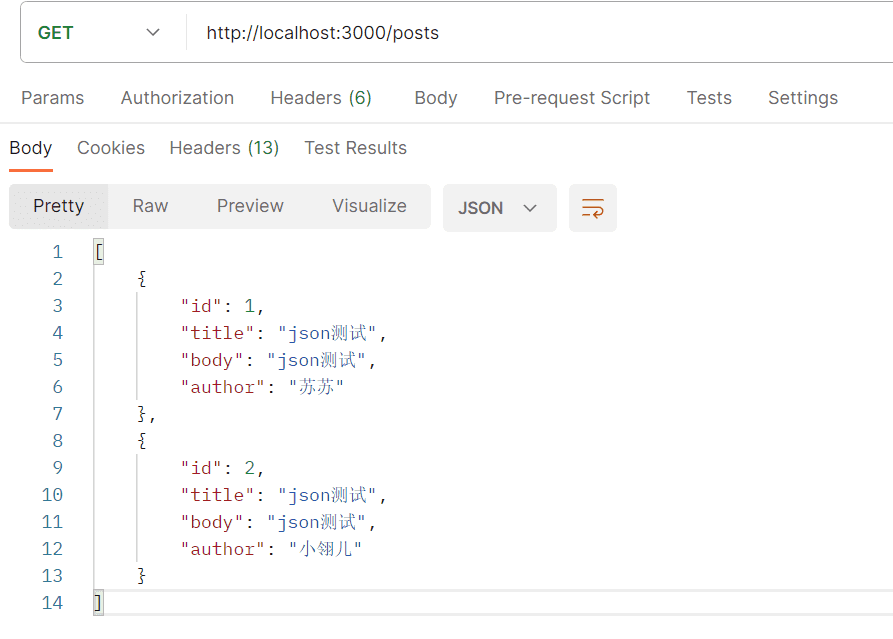 GET http://localhost:3000/posts
Params Authorization Headers (6) Body Pre-request Script Tests Settings
Body Cookies Headers (13) Test Results
Pretty Raw Preview Visualize JSON
1 [
2 {
3 "id": 1,
4 "title": "json测试",
5 "body": "json测试",
6 "author": "苏苏"
7 },
8 {
9 "id": 2,
10 "title": "json测试",
11 "body": "json测试",
12 "author": "小翎儿"
13 }
14 ]